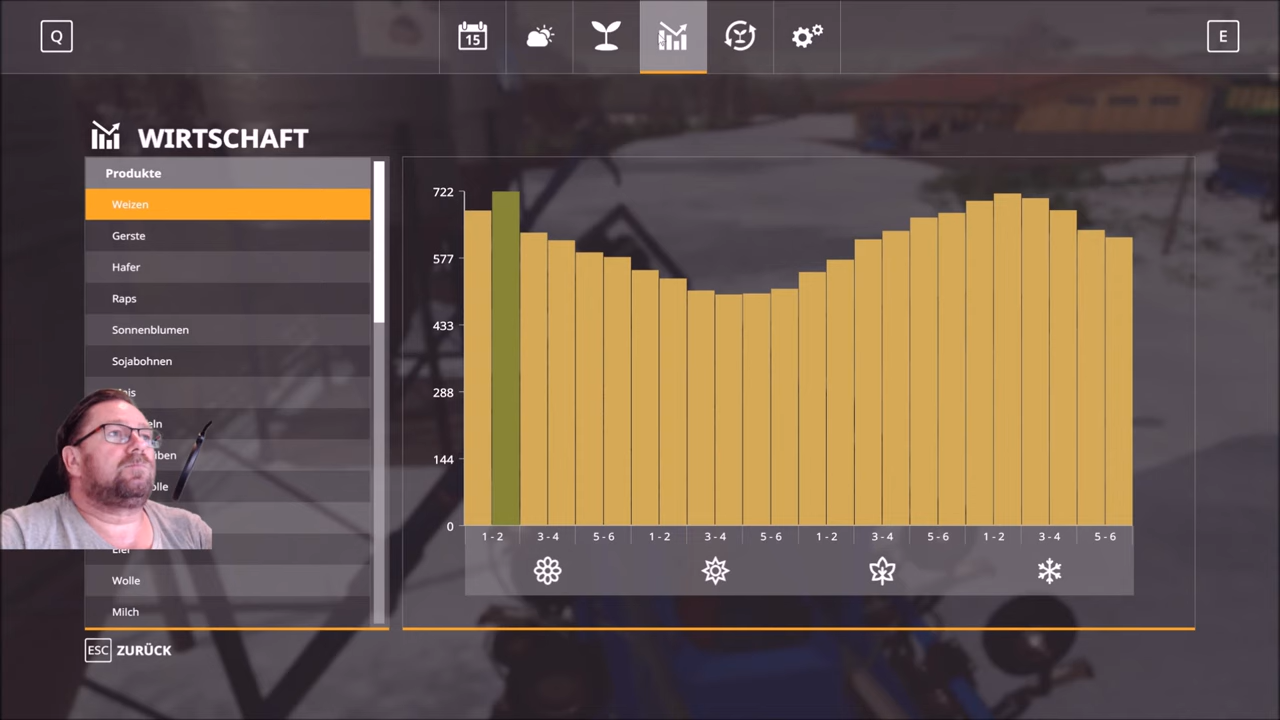 Q
15
E
WIRTSCHAFT
Produkte
Weizen
Gerste
Hafer
Raps
Sonnenblumen
Sojabohnen
Wolle
Milch
722
577
433
288
144
0
1 - 2 3 - 4 5 - 6 1 - 2 3 - 4 5 - 6 1 - 2 3 - 4 5 - 6 1 - 2 3 - 4 5 - 6
ESC ZURÜCK